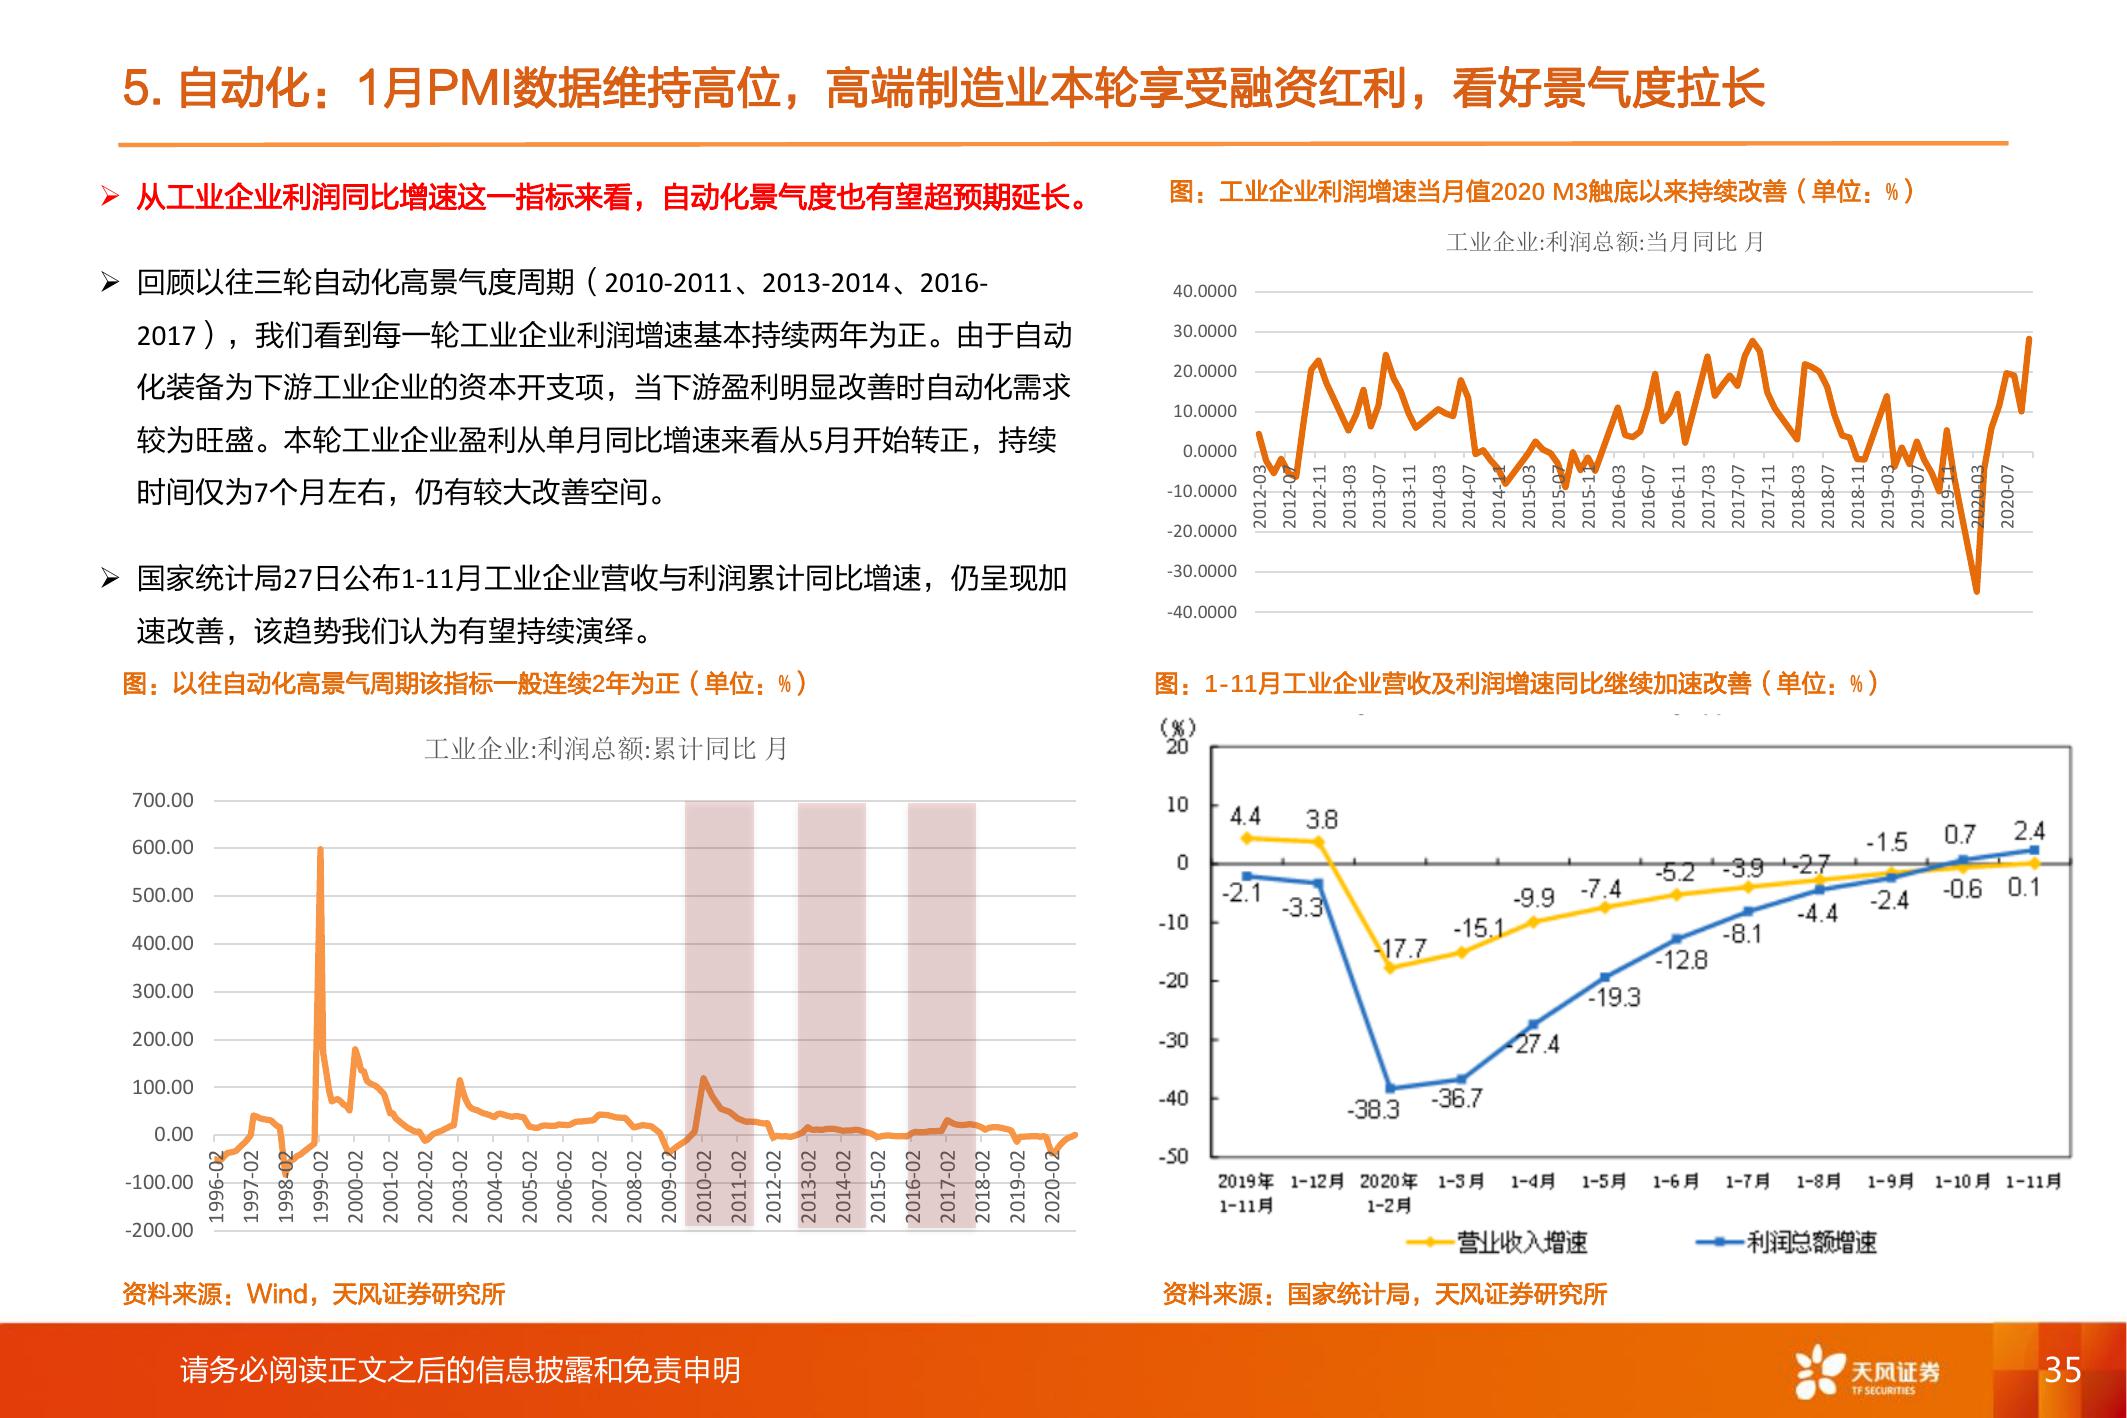 5. 自动化：1月PMI数据维持高位，高端制造业本轮享受融资红利，看好景气度拉长
从工业企业利润同比增速这一指标来看，自动化景气度也有望超预期延长。
回顾以往三轮自动化高景气度周期（2010-2011、2013-2014、2016-
2017），我们看到每一轮工业企业利润增速基本持续两年为正。由于自动
化装备为下游工业企业的资本开支项，当下游盈利明显改善时自动化需求
较为旺盛。本轮工业企业盈利从单月同比增速来看从5月开始转正，持续
时间仅为7个月左右，仍有较大改善空间。
国家统计局27日公布1-11月工业企业营收与利润累计同比增速，仍呈现加
速改善，该趋势我们认为有望持续演绎。
图：工业企业利润增速当月值2020 M3触底以来持续改善（单位：%）
工业企业:利润总额:当月同比 月
40.0000
30.0000
20.0000
10.0000
0.0000
-10.0000
-20.0000
-30.0000
-40.0000
2012-03
2012-07
2012-11
2013-03
2013-07
2013-11
2014-03
2014-07
2014-11
2015-03
2015-07
2015-11
2016-03
2016-07
2016-11
2017-03
2017-07
2017-11
2018-03
2018-07
2018-11
2019-03
2019-07
2019-11
2020-03
2020-07
图：以往自动化高景气周期该指标一般连续2年为正（单位：%）
工业企业:利润总额:累计同比 月
700.00
600.00
500.00
400.00
300.00
200.00
100.00
0.00
-100.00
-200.00
1996-02
1997-02
1998-02
1999-02
2000-02
2001-02
2002-02
2003-02
2004-02
2005-02
2006-02
2007-02
2008-02
2009-02
2010-02
2011-02
2012-02
2013-02
2014-02
2015-02
2016-02
2017-02
2018-02
2019-02
2020-02
资料来源：Wind，天风证券研究所
图：1-11月工业企业营收及利润增速同比继续加速改善（单位：%）
(%)
20
10
0
-10
-20
-30
-40
-50
4.4
3.8
-17.7
-15.1
-9.9
-7.4
-5.2
-3.9
-2.7
-1.5
-0.6
0.1
-2.1
-3.3
-38.3
-36.7
-27.4
-19.3
-12.8
-8.1
-4.4
-2.4
0.7
2.4
2019年
1-11月
1-12月
2020年
1-2月
1-3月
1-4月
1-5月
1-6月
1-7月
1-8月
1-9月
1-10月
1-11月
营业收入增速
利润总额增速
资料来源：国家统计局，天风证券研究所
请务必阅读正文之后的信息披露和免责申明
天风证券
TF SECURITIES
35